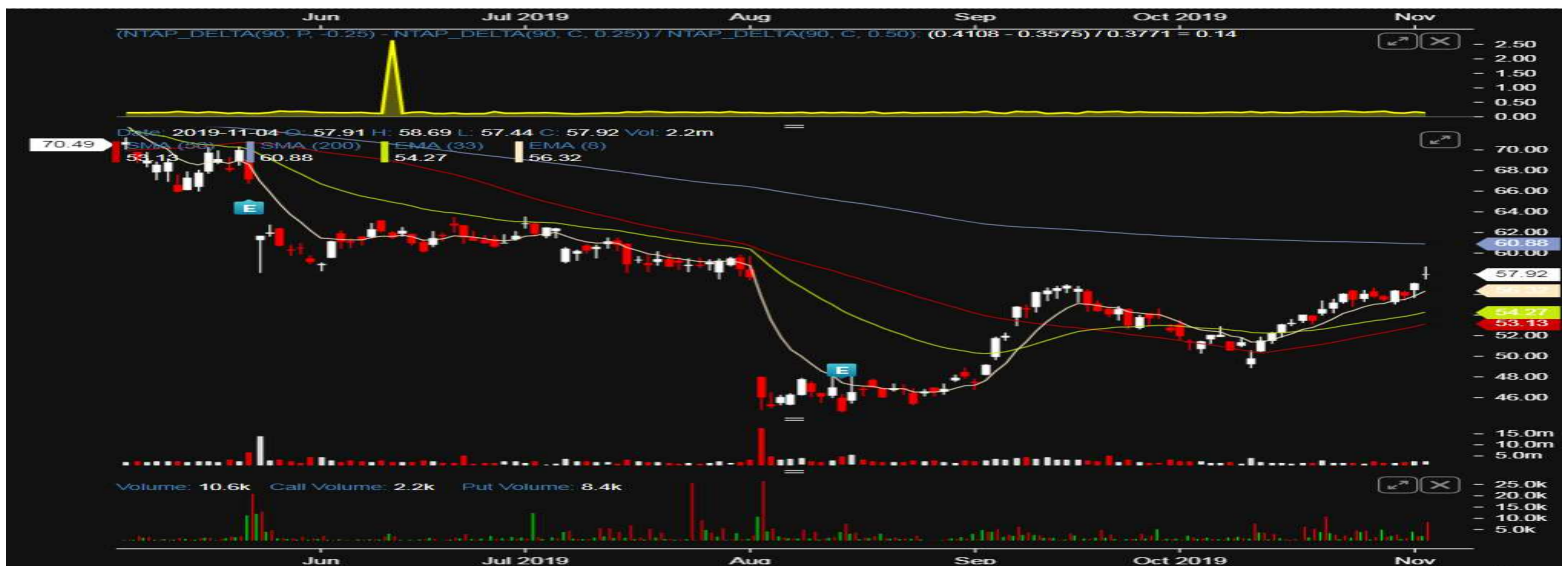 Jun Jul 2019 Aug Sep Oct 2019 Nov
(NTAP_DELTA(90, P, -0.25) - NTAP_DELTA(90, C, 0.25)) / NTAP_DELTA(90, C, 0.50): (0.4108 - 0.3575) / 0.3771 = 0.14
2.50
2.00
1.50
1.00
0.50
0.00
Date: 2019-11-04 O: 57.91 H: 58.69 L: 57.44 C: 57.92 Vol: 2.2m
70.49
SMA (50) SMA (200) EMA (33) EMA (8)
53.13 60.88 54.27 56.32
70.00
68.00
66.00
64.00
62.00
60.88
60.00
57.92
56.32
54.27
53.13
52.00
50.00
48.00
46.00
E
E
15.0m
10.0m
5.0m
Volume: 10.6k Call Volume: 2.2k Put Volume: 8.4k
25.0k
20.0k
15.0k
10.0k
5.0k
Jun Jul 2019 Aug Sep Oct 2019 Nov